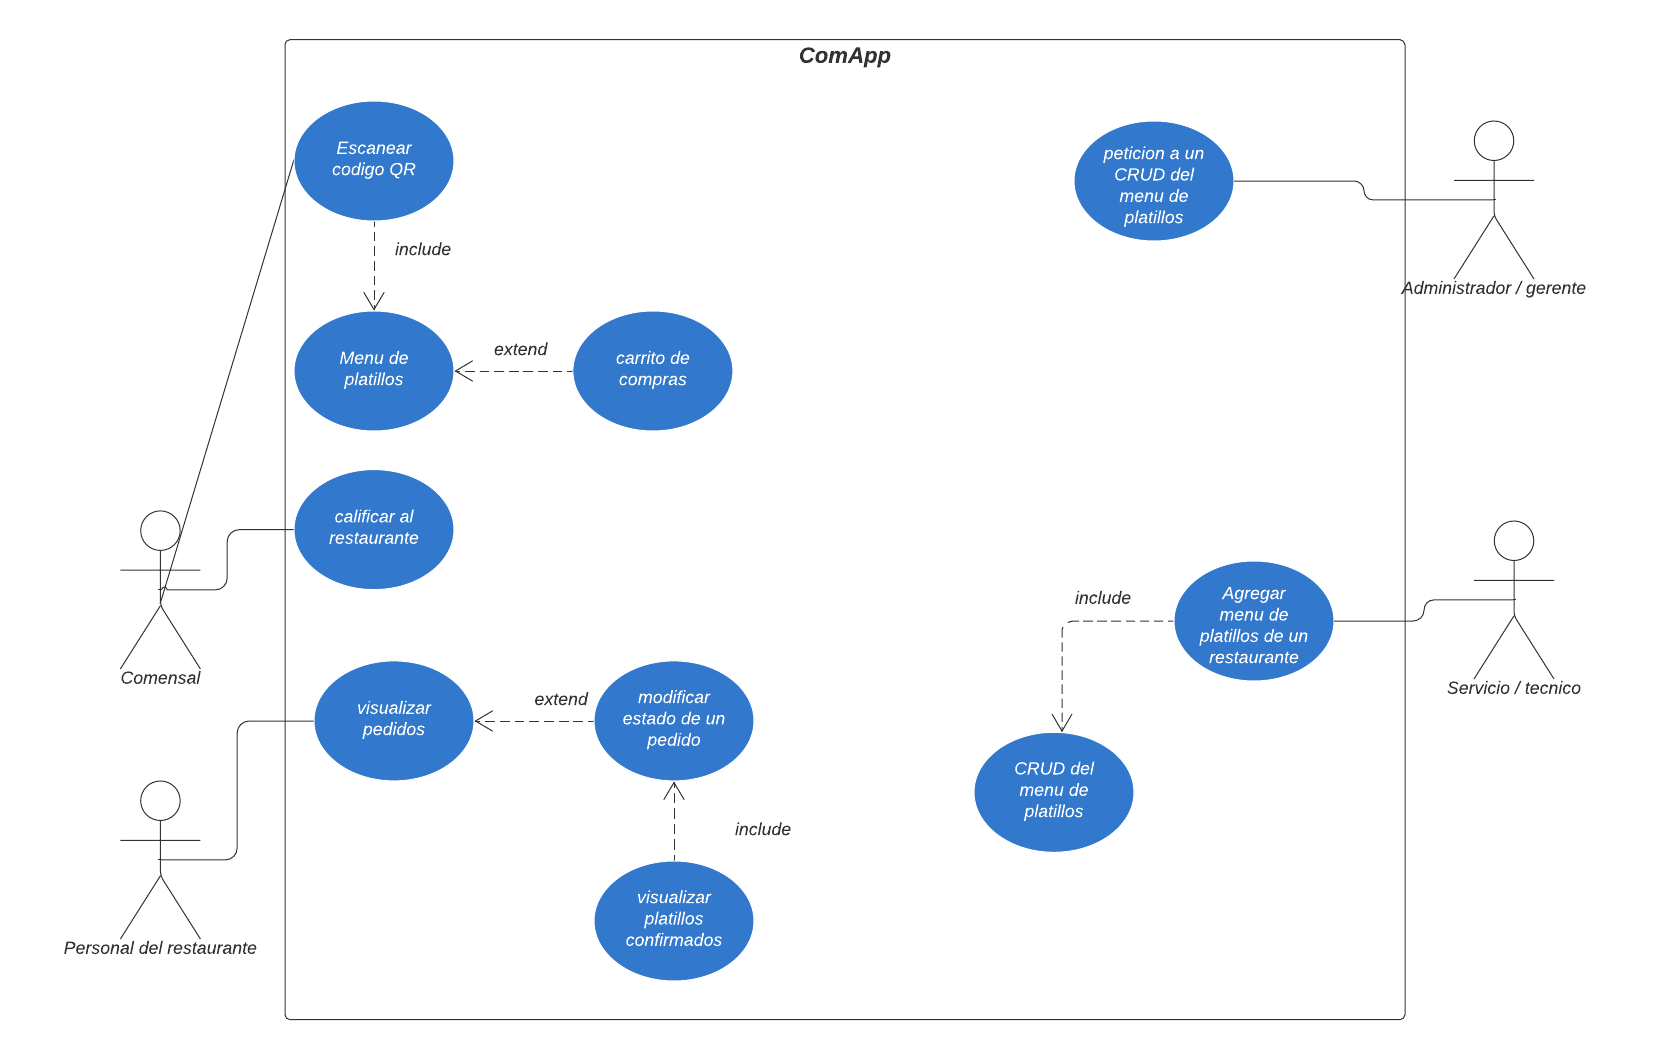 ComApp
Escanear
codigo QR
include
Menu de
platillos
extend
carrito de
compras
calificar al
restaurante
Comensal
visualizar
pedidos
extend
modificar
estado de un
pedido
include
visualizar
platillos
confirmados
Personal del restaurante
peticion a un
CRUD del
menu de
platillos
Administrador / gerente
Agregar
menu de
platillos de un
restaurante
include
CRUD del
menu de
platillos
Servicio / tecnico